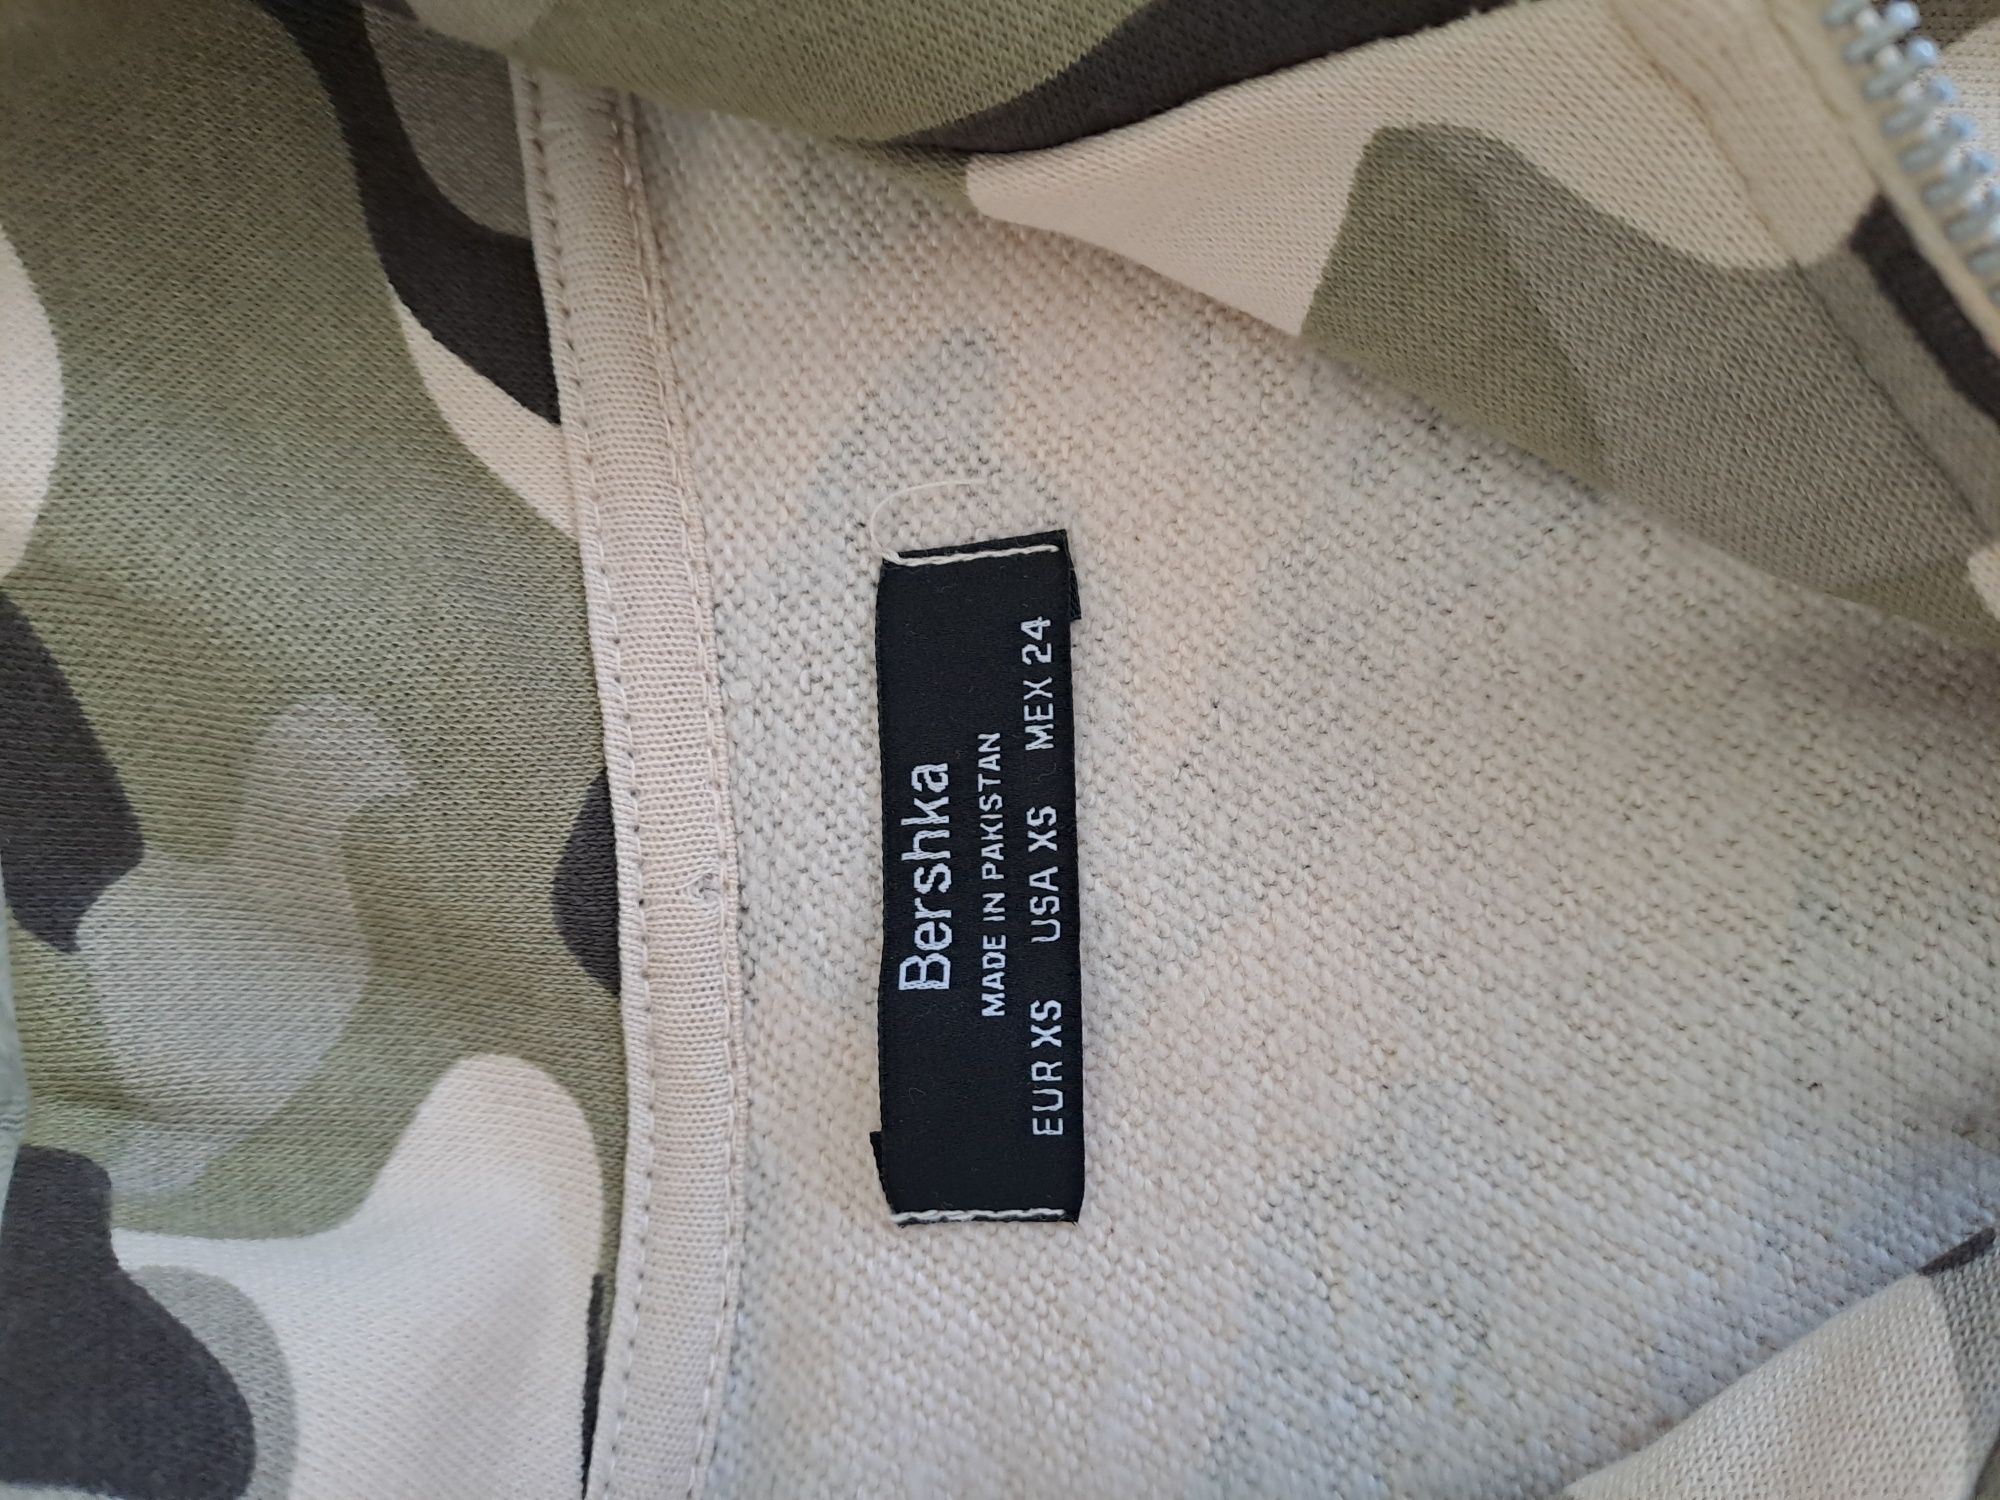 Bershka
MADE IN PAKISTAN
EUR XS USA XS MEX 24